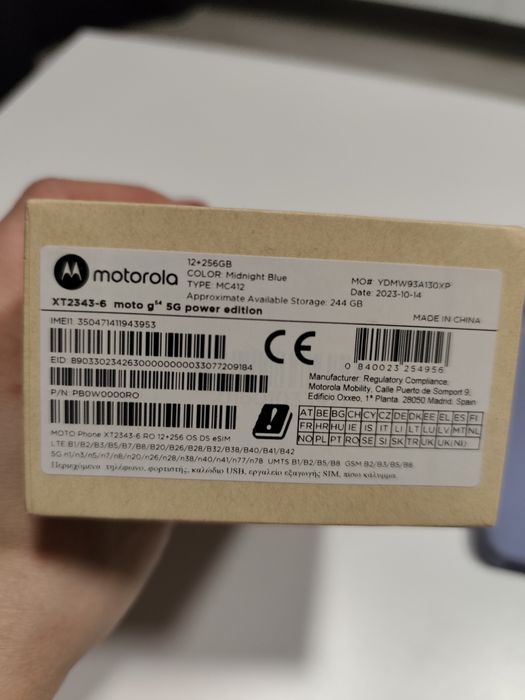 motorola
12+256GB
COLOR: Midnight Blue
TYPE: MC412
Approximate Available Storage: 244 GB
MO#: YDMW93A130XP
Date: 2023-10-14
XT2343-6 moto g⁵⁴ 5G power edition
MADE IN CHINA
IMEI1: 350471411943953
EID: 89033023426300000000033077209184
P/N: PB0W0000RO
CE
0 840023 254956
Manufacturer: Regulatory Compliance,
Motorola Mobility, Calle Puerto de Somport 9,
Edificio Oxxeo, 1ª Planta, 28050 Madrid, Spain
AT BE BG CH CY CZ DE DK EE EL ES FI
FR HR HU IE IS IT LI LT LU LV MT NL
NO PL PT RO SE SI SK TR UK UK(NI)
MOTO Phone XT2343-6 RO 12+256 OS DS eSIM
LTE B1/B2/B3/B5/B7/B8/B20/B26/B28/B32/B38/B40/B41/B42
5G n1/n3/n5/n7/n8/n20/n26/n28/n38/n40/n41/n77/n78 UMTS B1/B2/B5/B8 GSM B2/B3/B5/B8
Περιεχόμενα: τηλέφωνο, φορτιστής, καλώδιο USB, εργαλείο εξαγωγής SIM, πίσω κάλυμμα.